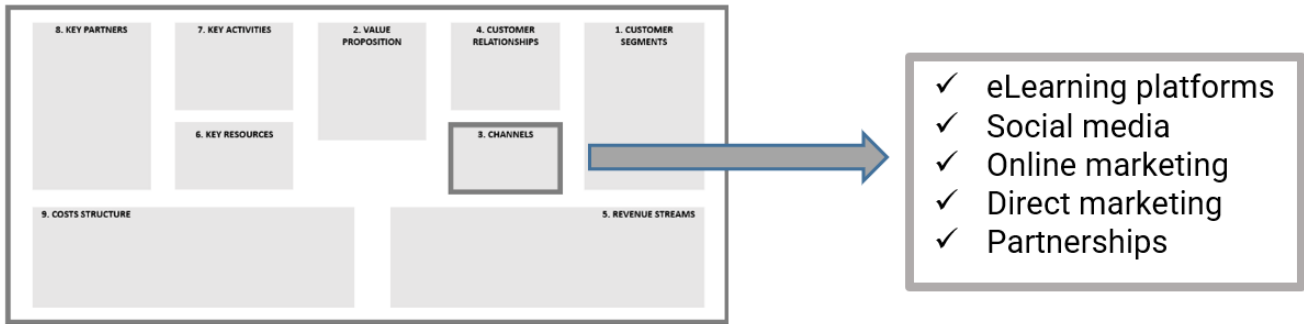 8. KEY PARTNERS
7. KEY ACTIVITIES
2. VALUE
PROPOSITION
4. CUSTOMER
RELATIONSHIPS
1. CUSTOMER
SEGMENTS
6. KEY RESOURCES
3. CHANNELS
9. COSTS STRUCTURE
5. REVENUE STREAMS
✓ eLearning platforms
✓ Social media
✓ Online marketing
✓ Direct marketing
✓ Partnerships